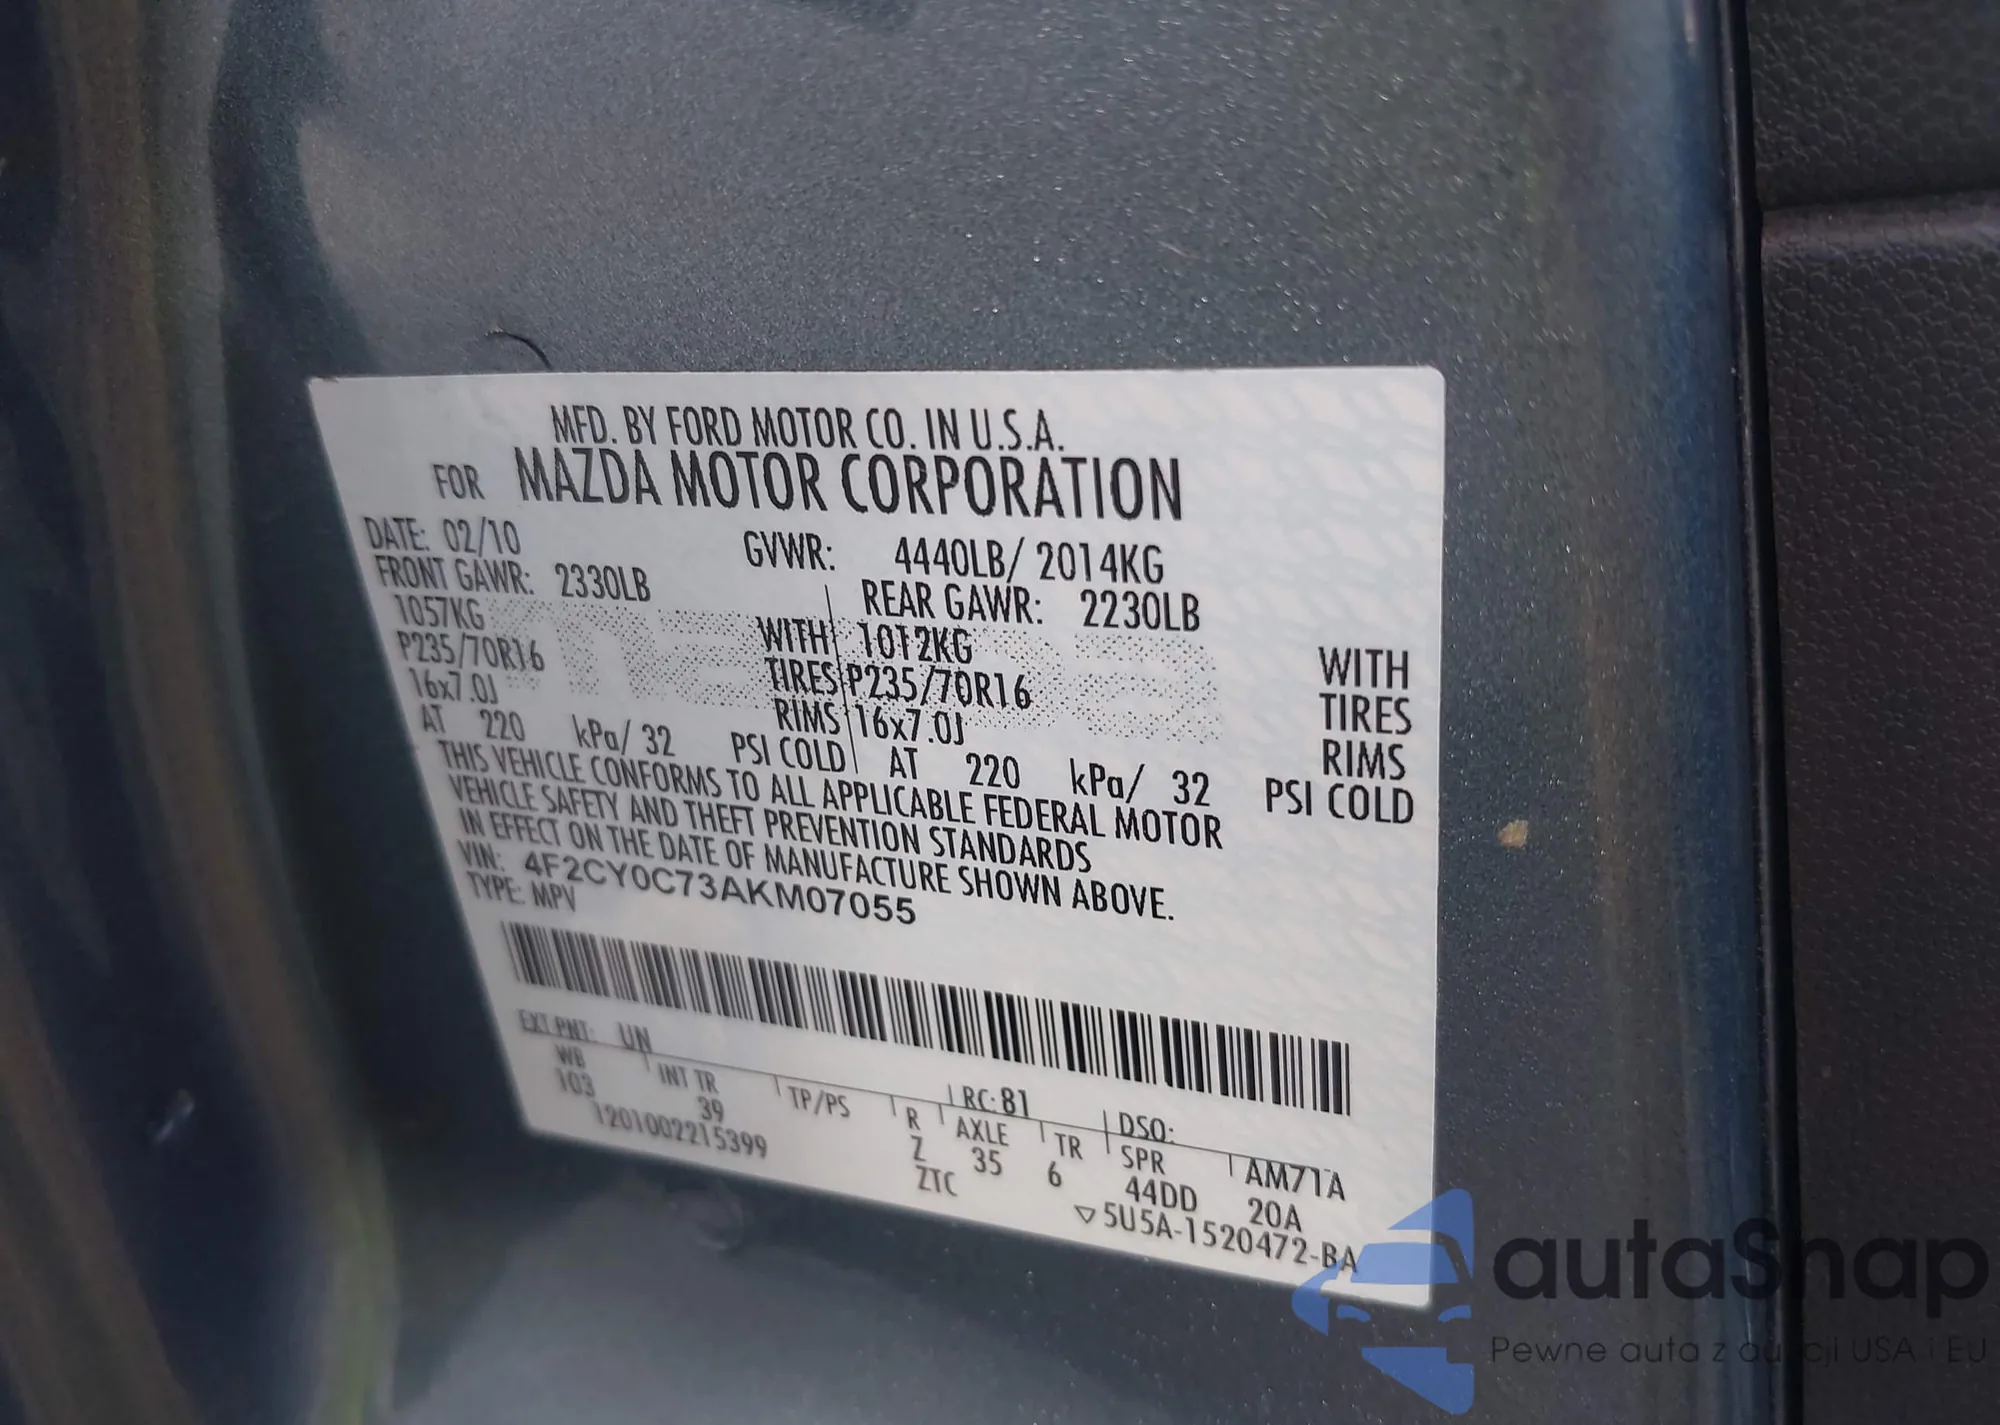 MFD. BY FORD MOTOR CO. IN U.S.A.
FOR MAZDA MOTOR CORPORATION
DATE: 02/10 GVWR: 4440LB/ 2014KG
FRONT GAWR: 2330LB REAR GAWR: 2230LB
1057KG WITH 1012KG WITH
P235/70R16 TIRES P235/70R16 TIRES
16x7.0J RIMS 16x7.0J RIMS
AT 220 kPa/ 32 PSI COLD AT 220 kPa/ 32 PSI COLD
THIS VEHICLE CONFORMS TO ALL APPLICABLE FEDERAL MOTOR
VEHICLE SAFETY AND THEFT PREVENTION STANDARDS
IN EFFECT ON THE DATE OF MANUFACTURE SHOWN ABOVE.
VIN: 4F2CY0C73AKM07055
TYPE: MPV
EXT PNT: UN RC: 81 DSO: AM71A
WB INT TR TP/PS R AXLE TR SPR
103 39 Z 35 6 44DD 20A
1201002215399 ZTC
5U5A-1520472-BA
autaSnap
Pewne auta z aukcji USA i EU